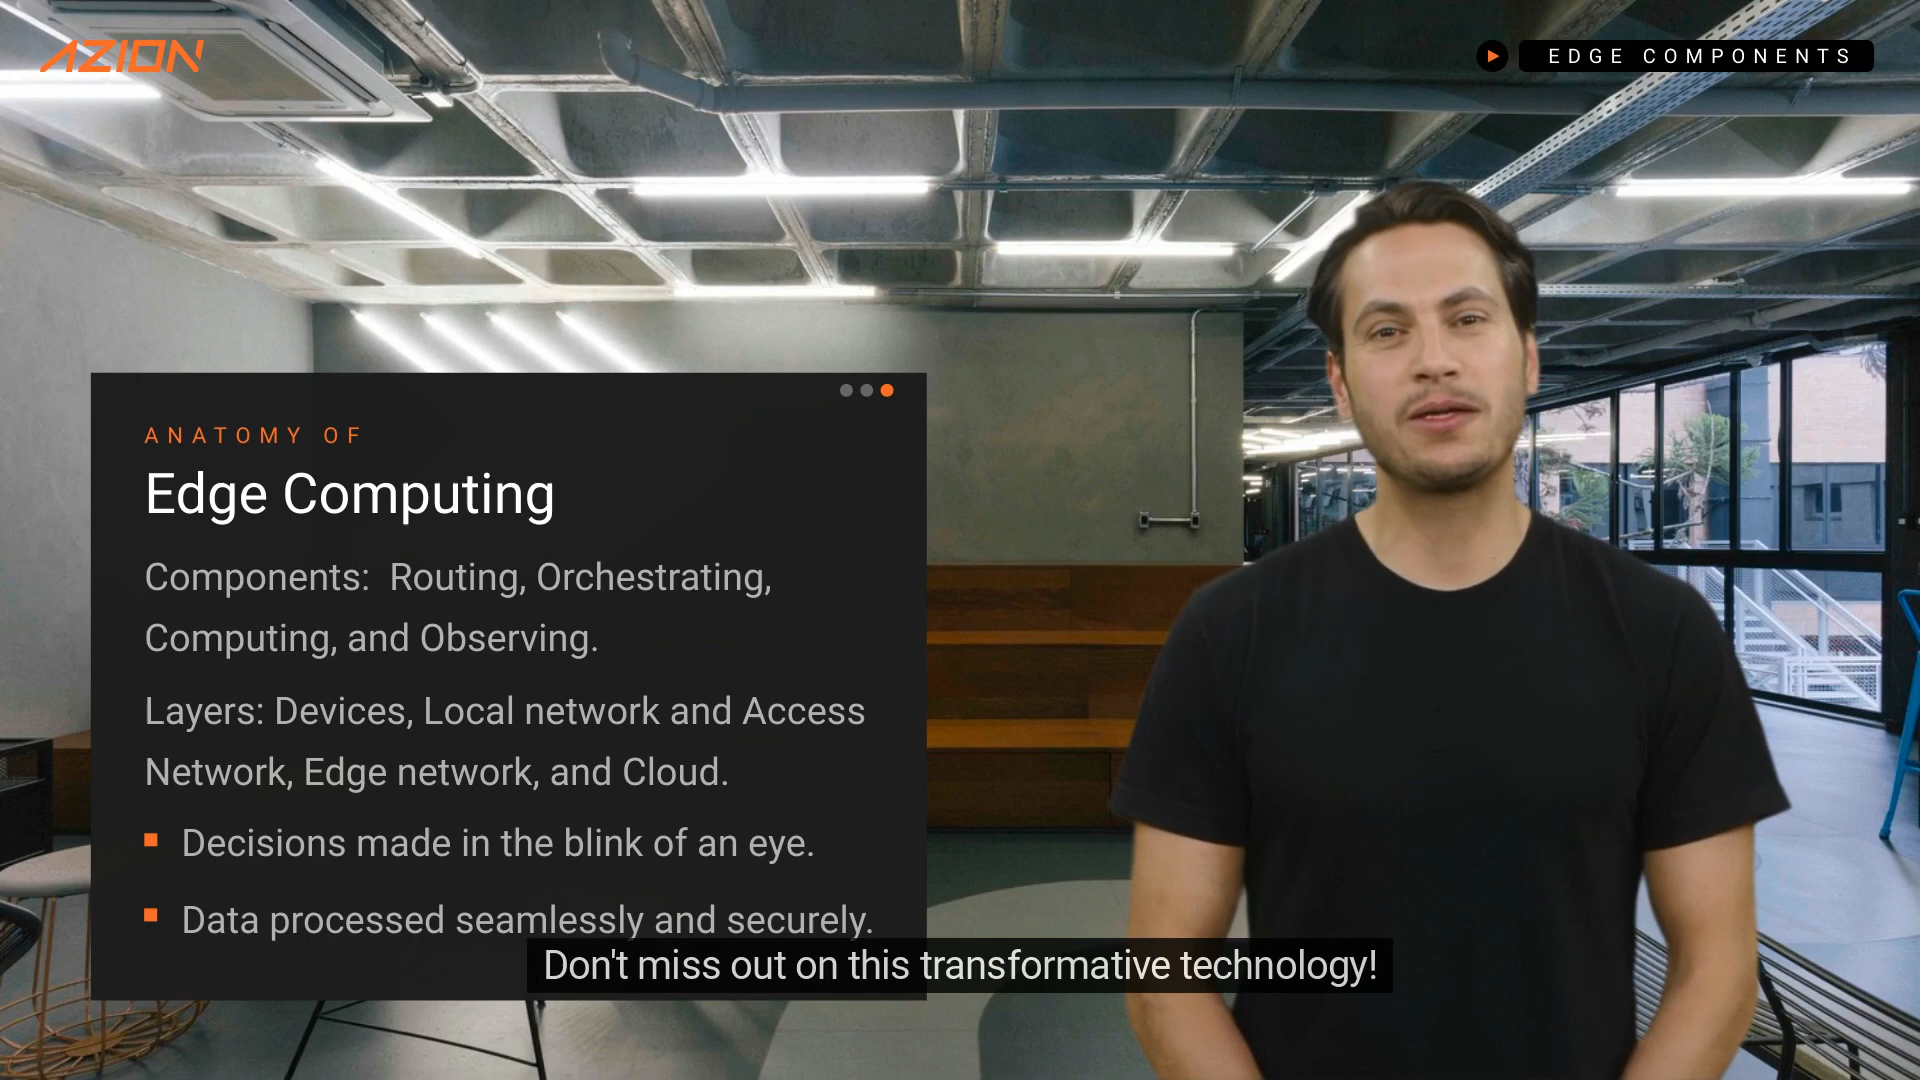 AZION
EDGE COMPONENTS
ANATOMY OF
Edge Computing
Components: Routing, Orchestrating,
Computing, and Observing.
Layers: Devices, Local network and Access
Network, Edge network, and Cloud.
Decisions made in the blink of an eye.
Data processed seamlessly and securely.
Don't miss out on this transformative technology!